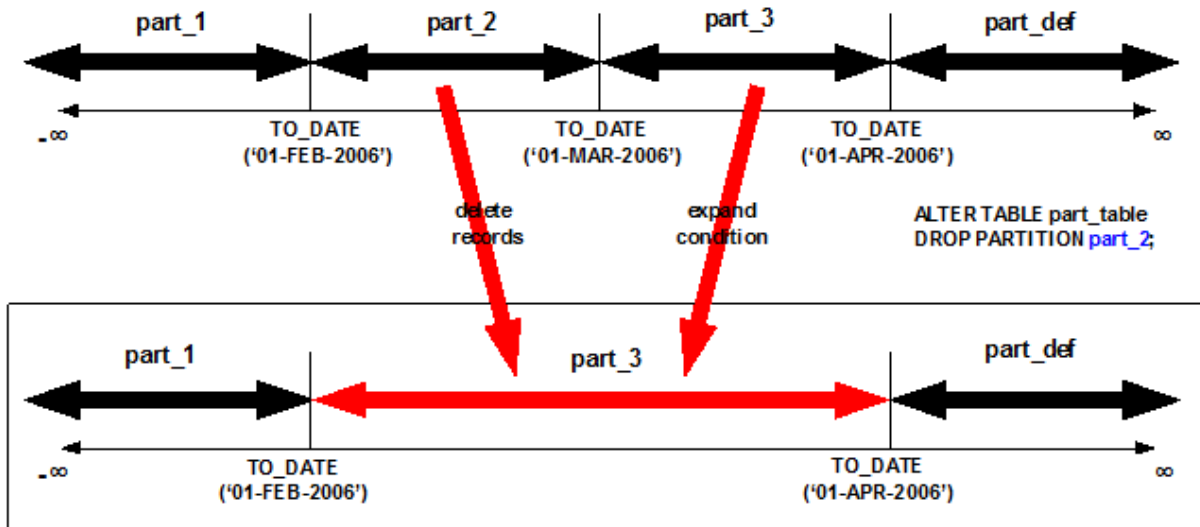 part_1
part_2
part_3
part_def
-∞
TO_DATE
('01-FEB-2006')
TO_DATE
('01-MAR-2006')
TO_DATE
('01-APR-2006')
∞
delete
records
expand
condition
ALTER TABLE part_table
DROP PARTITION part_2;
part_1
part_3
part_def
-∞
TO_DATE
('01-FEB-2006')
TO_DATE
('01-APR-2006')
∞